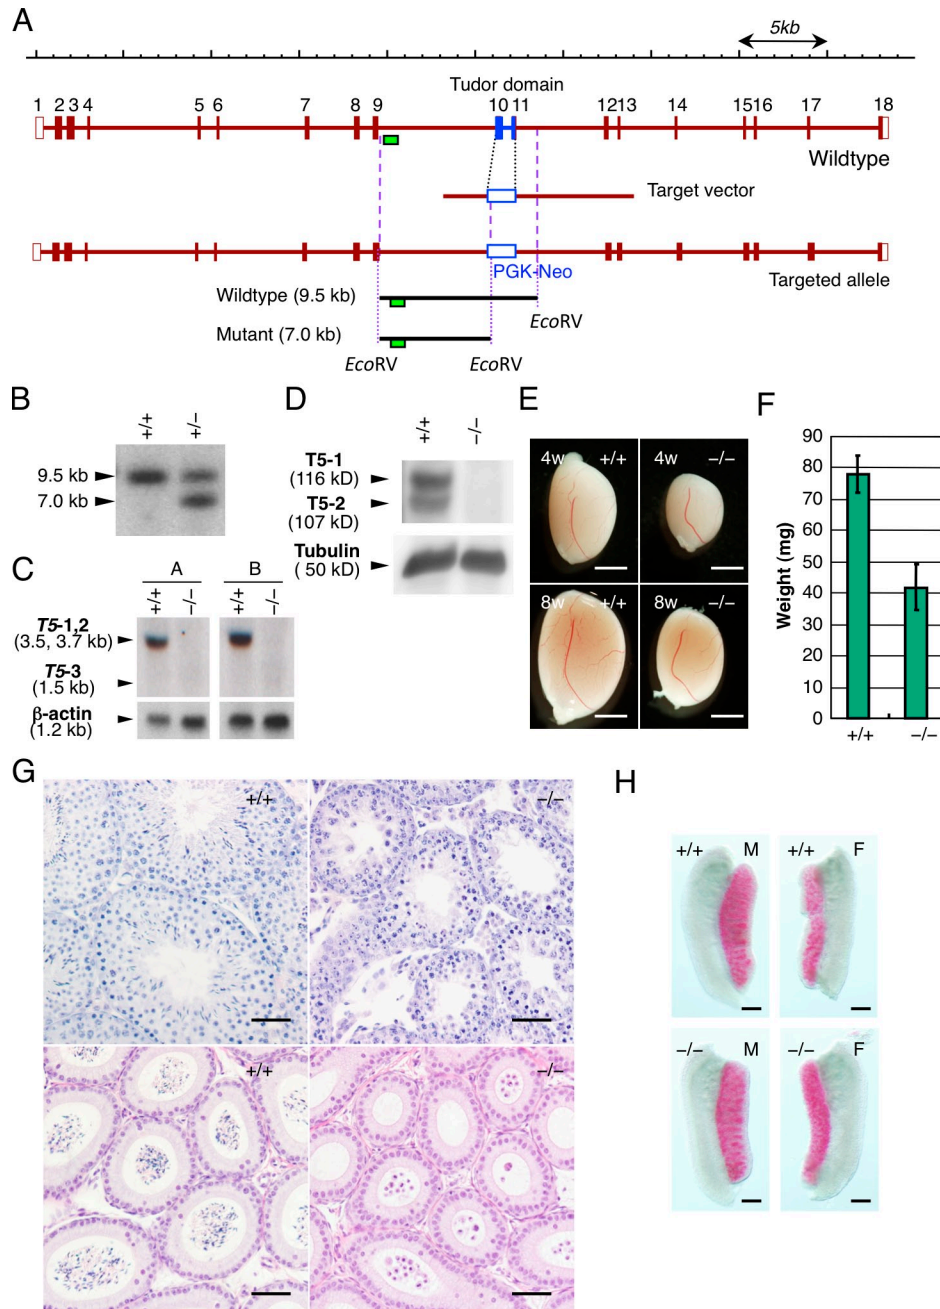 A
5kb
Tudor domain
1 2 3 4 5 6 7 8 9 10 11 12 13 14 15 16 17 18
Wildtype
Target vector
PGK-Neo
Targeted allele
Wildtype (9.5 kb)
EcoRV
Mutant (7.0 kb)
EcoRV EcoRV
B
+/+ +/−
9.5 kb
7.0 kb
C
A B
+/+ −/− +/+ −/−
T5-1,2
(3.5, 3.7 kb)
T5-3
(1.5 kb)
β-actin
(1.2 kb)
D
+/+ −/−
T5-1
(116 kD)
T5-2
(107 kD)
Tubulin
( 50 kD)
E
4w +/+ 4w −/−
8w +/+ 8w −/−
F
Weight (mg)
90
80
70
60
50
40
30
20
10
0
+/+ −/−
G
+/+ −/−
+/+ −/−
H
+/+ M +/+ F
−/− M −/− F